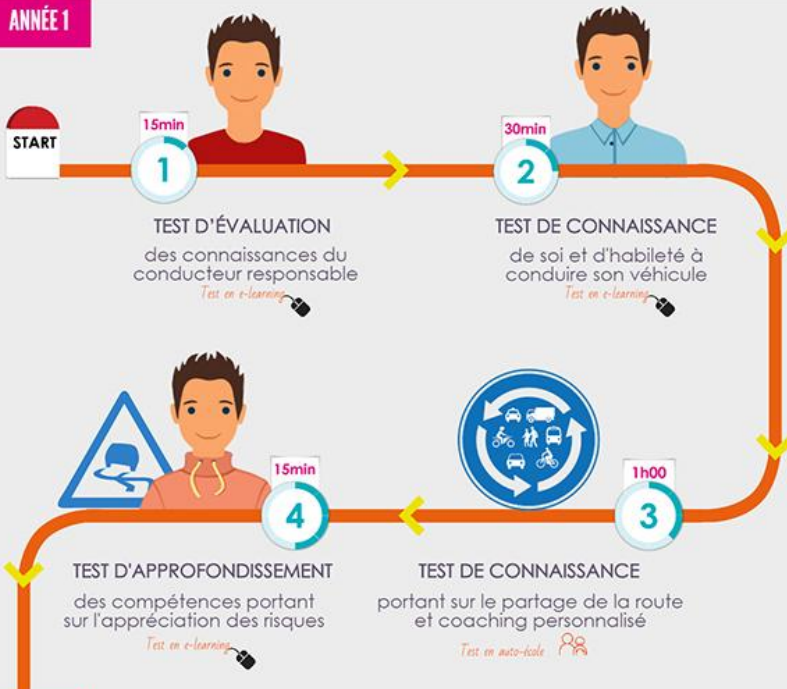 ANNÉE 1
START
15min
1
TEST D'ÉVALUATION
des connaissances du
conducteur responsable
Test en e-learning
30min
2
TEST DE CONNAISSANCE
de soi et d'habileté à
conduire son véhicule
Test en e-learning
1h00
3
TEST DE CONNAISSANCE
portant sur le partage de la route
et coaching personnalisé
Test en auto-école
15min
4
TEST D'APPROFONDISSEMENT
des compétences portant
sur l'appréciation des risques
Test en e-learning